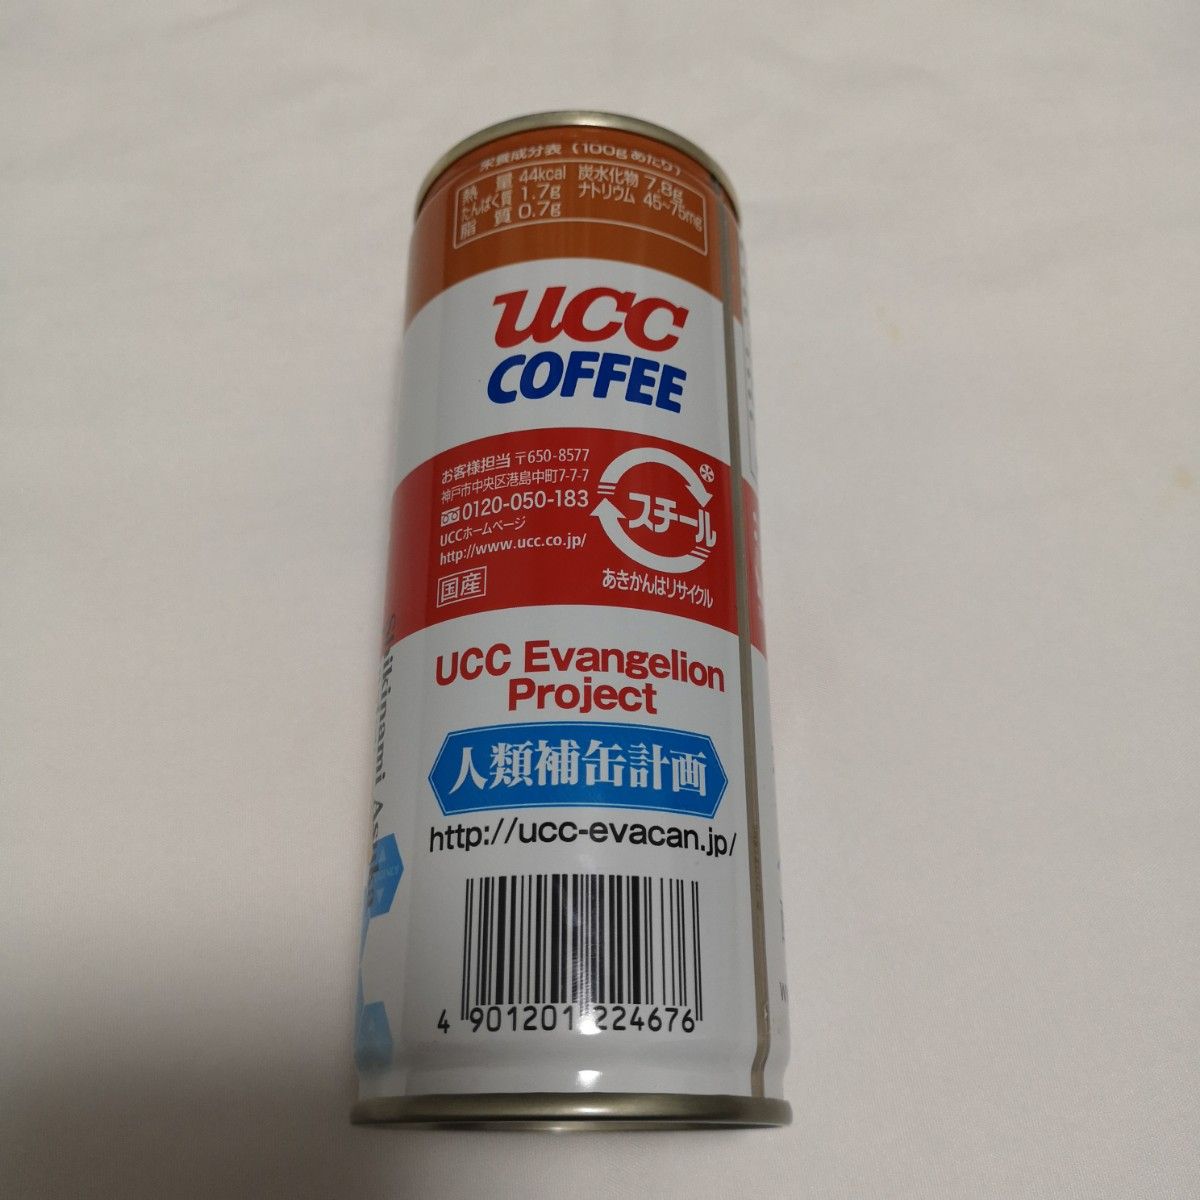 栄養成分表(100gあたり)
熱 量 44kcal 炭水化物 7.8g
たんぱく質 1.7g ナトリウム 45~75mg
脂 質 0.7g
UCC
COFFEE
お客様担当 〒650-8577
神戸市中央区港島中町7-7-7
0120-050-183
UCCホームページ
http://www.ucc.co.jp/
国産
スチール
あきかんはリサイクル
UCC Evangelion
Project
人類補缶計画
http://ucc-evacan.jp/
4 901201 224676
Shikinami